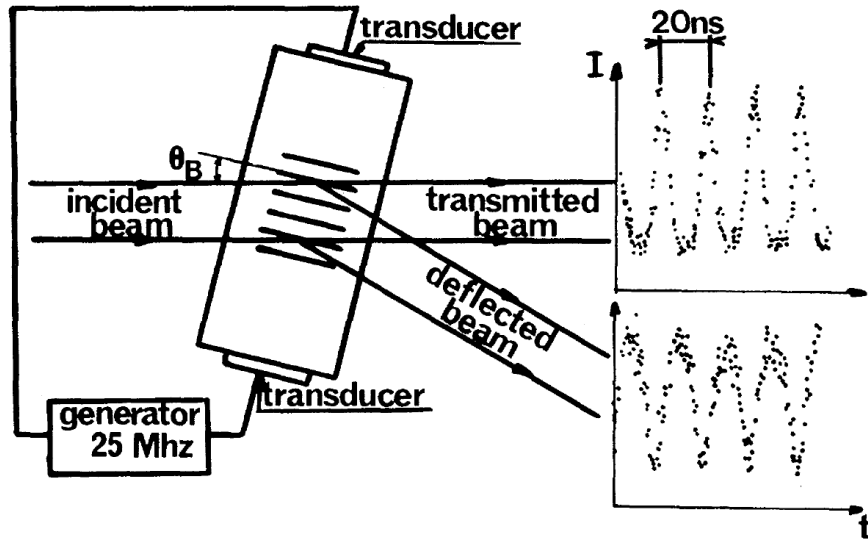 transducer
20ns
I
θB
incident
beam
transmitted
beam
deflected
beam
transducer
generator
25 Mhz
t